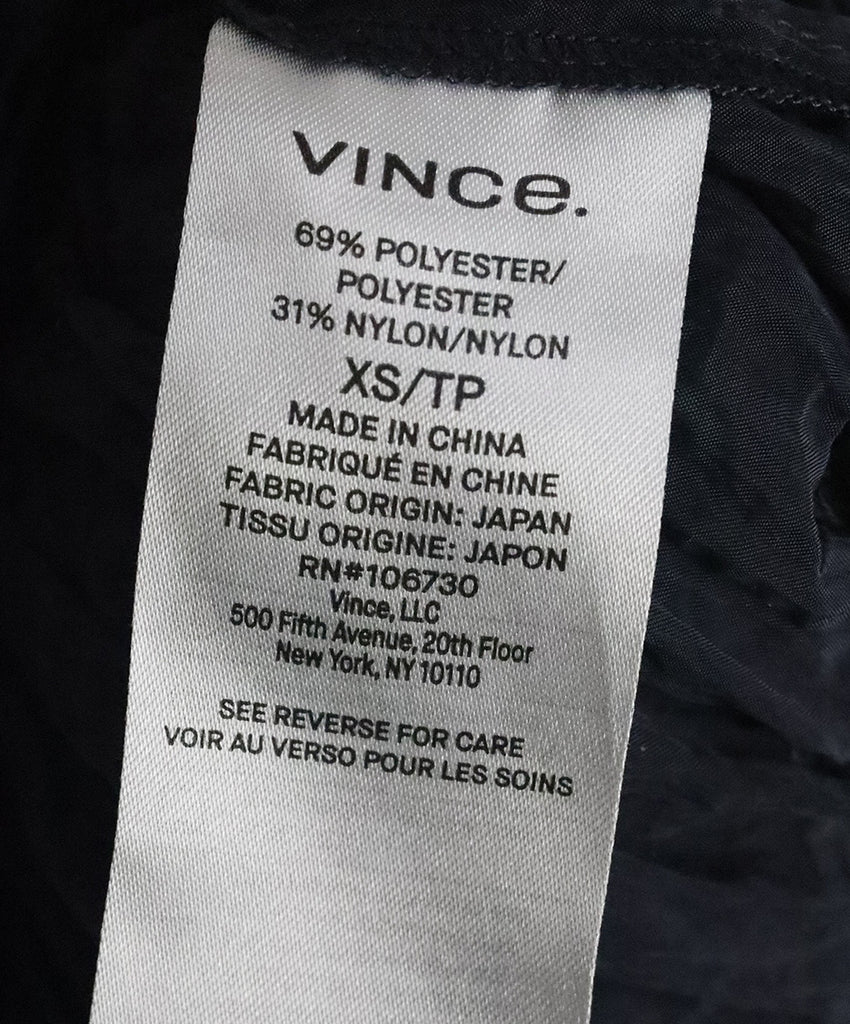 VINCE.
69% POLYESTER/
POLYESTER
31% NYLON/NYLON
XS/TP
MADE IN CHINA
FABRIQUÉ EN CHINE
FABRIC ORIGIN: JAPAN
TISSU ORIGINE: JAPON
RN#106730
Vince, LLC
500 Fifth Avenue, 20th Floor
New York, NY 10110
SEE REVERSE FOR CARE
VOIR AU VERSO POUR LES SOINS